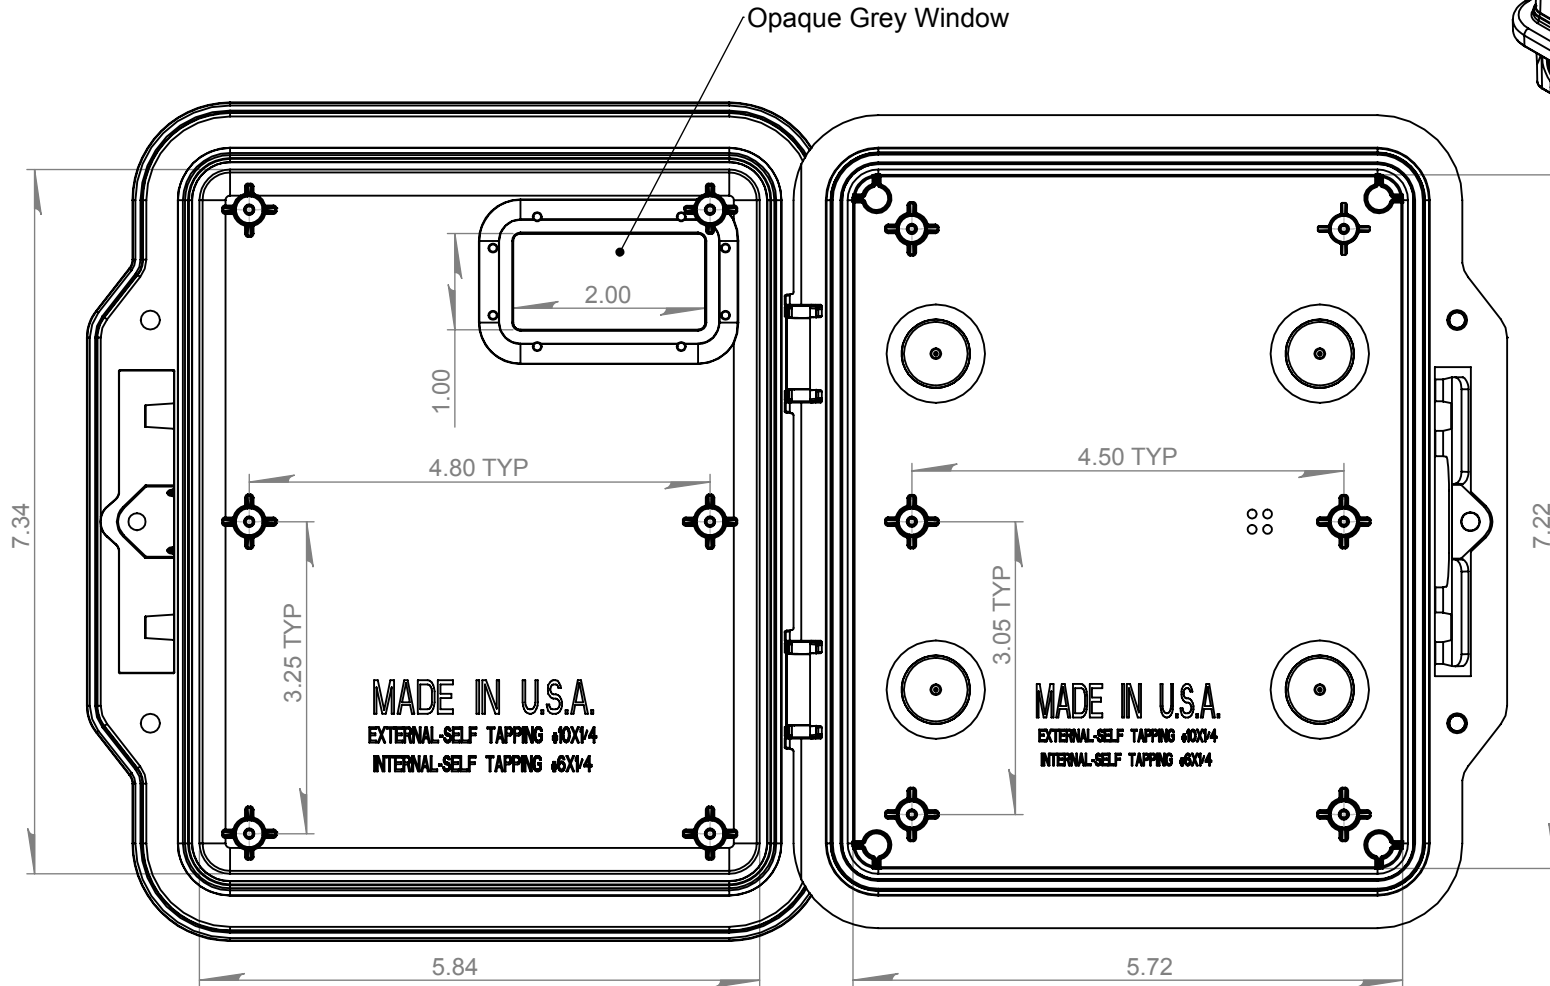 Opaque Grey Window
2.00
1.00
4.80 TYP
4.50 TYP
7.34
7.22
3.25 TYP
3.05 TYP
MADE IN U.S.A.
EXTERNAL-SELF TAPPING #10X1/4
INTERNAL-SELF TAPPING #6X1/4
MADE IN U.S.A.
EXTERNAL-SELF TAPPING #10X1/4
INTERNAL-SELF TAPPING #6X1/4
5.84
5.72